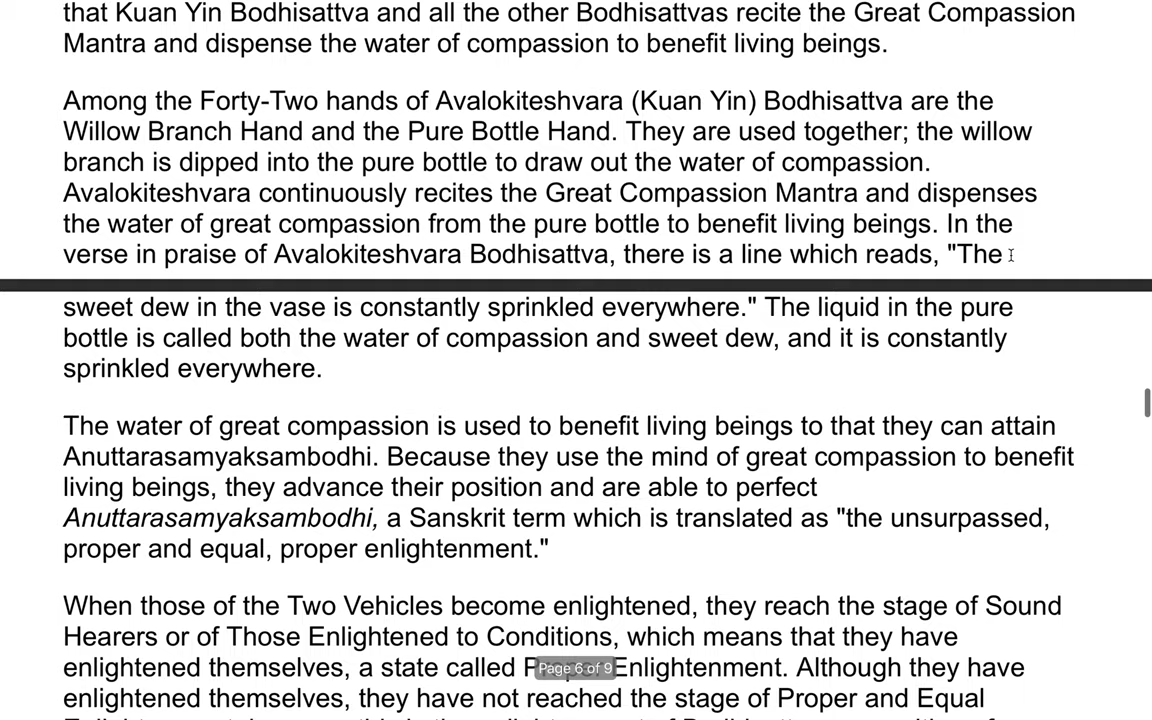 that Kuan Yin Bodhisattva and all the other Bodhisattvas recite the Great Compassion
Mantra and dispense the water of compassion to benefit living beings.
Among the Forty-Two hands of Avalokiteshvara (Kuan Yin) Bodhisattva are the
Willow Branch Hand and the Pure Bottle Hand. They are used together; the willow
branch is dipped into the pure bottle to draw out the water of compassion.
Avalokiteshvara continuously recites the Great Compassion Mantra and dispenses
the water of great compassion from the pure bottle to benefit living beings. In the
verse in praise of Avalokiteshvara Bodhisattva, there is a line which reads, "The
sweet dew in the vase is constantly sprinkled everywhere." The liquid in the pure
bottle is called both the water of compassion and sweet dew, and it is constantly
sprinkled everywhere.
The water of great compassion is used to benefit living beings to that they can attain
Anuttarasamyaksambodhi. Because they use the mind of great compassion to benefit
living beings, they advance their position and are able to perfect
Anuttarasamyaksambodhi, a Sanskrit term which is translated as "the unsurpassed,
proper and equal, proper enlightenment."
When those of the Two Vehicles become enlightened, they reach the stage of Sound
Hearers or of Those Enlightened to Conditions, which means that they have
enlightened themselves, a state called Enlightenment. Although they have
Page 6 of 9
enlightened themselves, they have not reached the stage of Proper and Equal